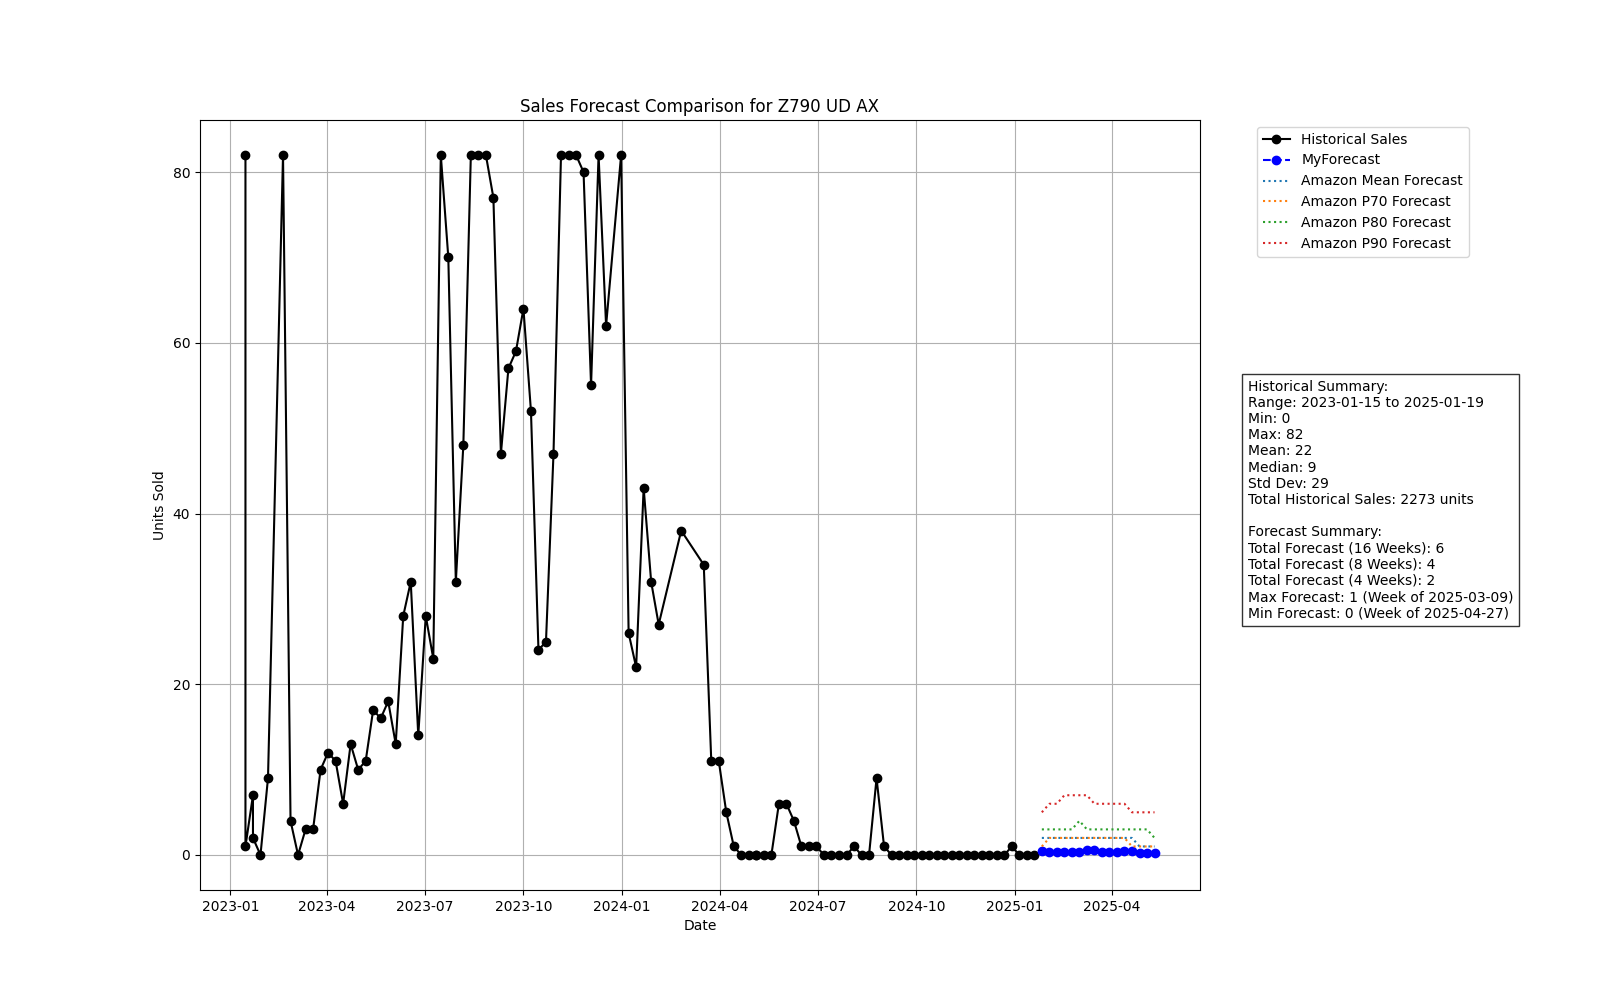 Sales Forecast Comparison for Z790 UD AX
Units Sold
80
60
40
20
0
2023-01
2023-04
2023-07
2023-10
2024-01
2024-04
2024-07
2024-10
2025-01
2025-04
Date
Historical Sales
MyForecast
Amazon Mean Forecast
Amazon P70 Forecast
Amazon P80 Forecast
Amazon P90 Forecast
Historical Summary:
Range: 2023-01-15 to 2025-01-19
Min: 0
Max: 82
Mean: 22
Median: 9
Std Dev: 29
Total Historical Sales: 2273 units
Forecast Summary:
Total Forecast (16 Weeks): 6
Total Forecast (8 Weeks): 4
Total Forecast (4 Weeks): 2
Max Forecast: 1 (Week of 2025-03-09)
Min Forecast: 0 (Week of 2025-04-27)